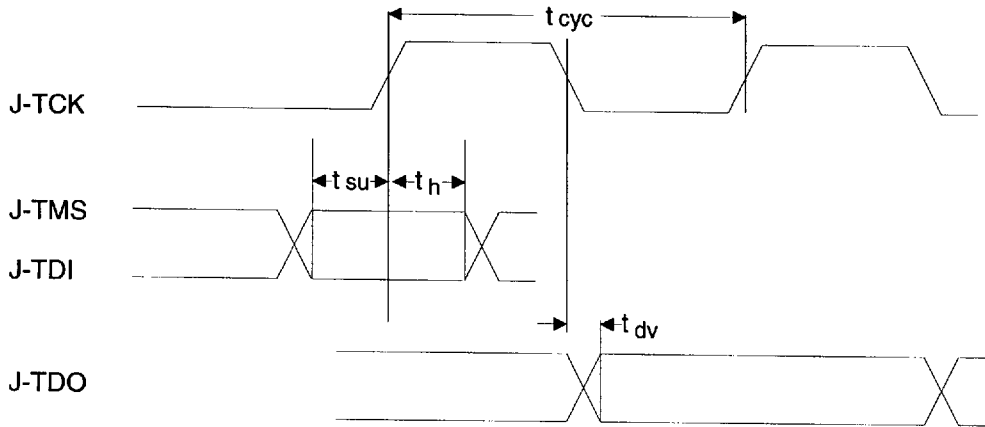 t cyc
J-TCK
t su t h
J-TMS
J-TDI
t dv
J-TDO